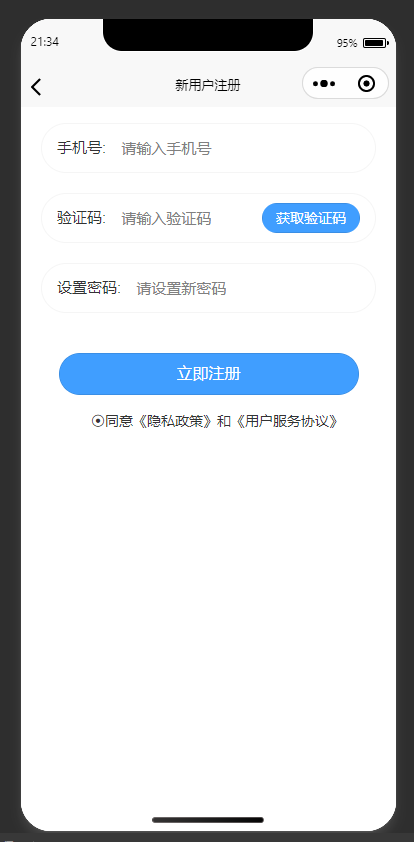 21:34
95%
新用户注册
手机号: 请输入手机号
验证码: 请输入验证码 获取验证码
设置密码: 请设置新密码
立即注册
同意《隐私政策》和《用户服务协议》